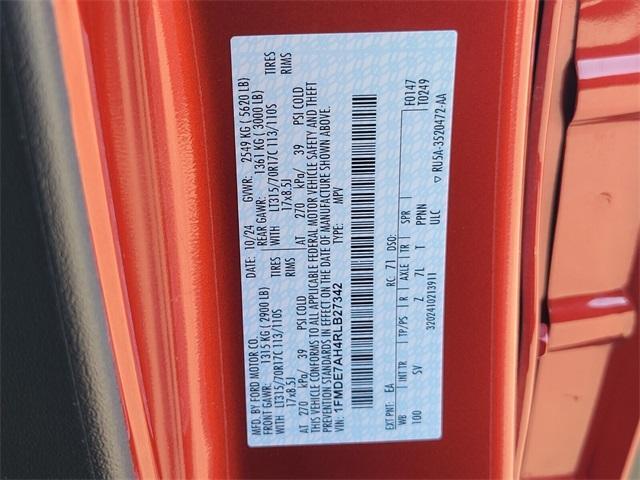 MFD. BY FORD MOTOR CO. DATE: 10/24 GVWR: 2549 KG ( 5620 LB)
FRONT GAWR: 1315 KG (2900 LB) REAR GAWR: 1361 KG (3000 LB)
WITH LT315/70R17C 113/110S TIRES WITH LT315/70R17C 113/110S TIRES
17x8.5J RIMS 17x8.5J RIMS
AT 270 kPa/ 39 PSI COLD AT 270 kPa/ 39 PSI COLD
THIS VEHICLE CONFORMS TO ALL APPLICABLE FEDERAL MOTOR VEHICLE SAFETY AND THEFT
PREVENTION STANDARDS IN EFFECT ON THE DATE OF MANUFACTURE SHOWN ABOVE.
VIN: 1FMDE7AH4RLB27342 TYPE: MPV
F0147
T0249
EXT PNT: EA RC: 71 DSO:
WB INT TR TP/PS R AXLE TR SPR
100 SV Z 7L T PPNN
ULC
3202410213911 ▽ RU5A-3520472-AA